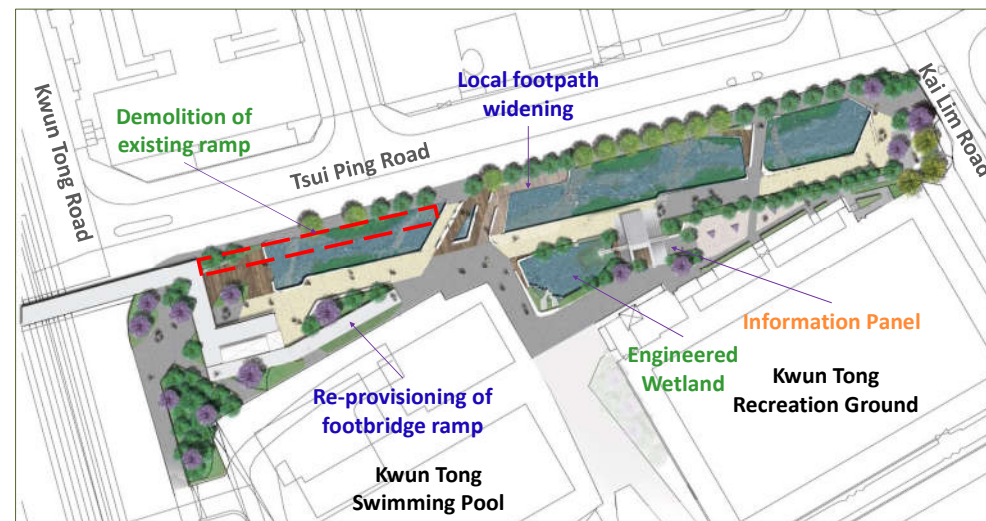 Kwun Tong Road
Demolition of
existing ramp
Tsui Ping Road
Local footpath
widening
Kai Lim Road
Re-provisioning of
footbridge ramp
Kwun Tong
Swimming Pool
Engineered
Wetland
Information Panel
Kwun Tong
Recreation Ground